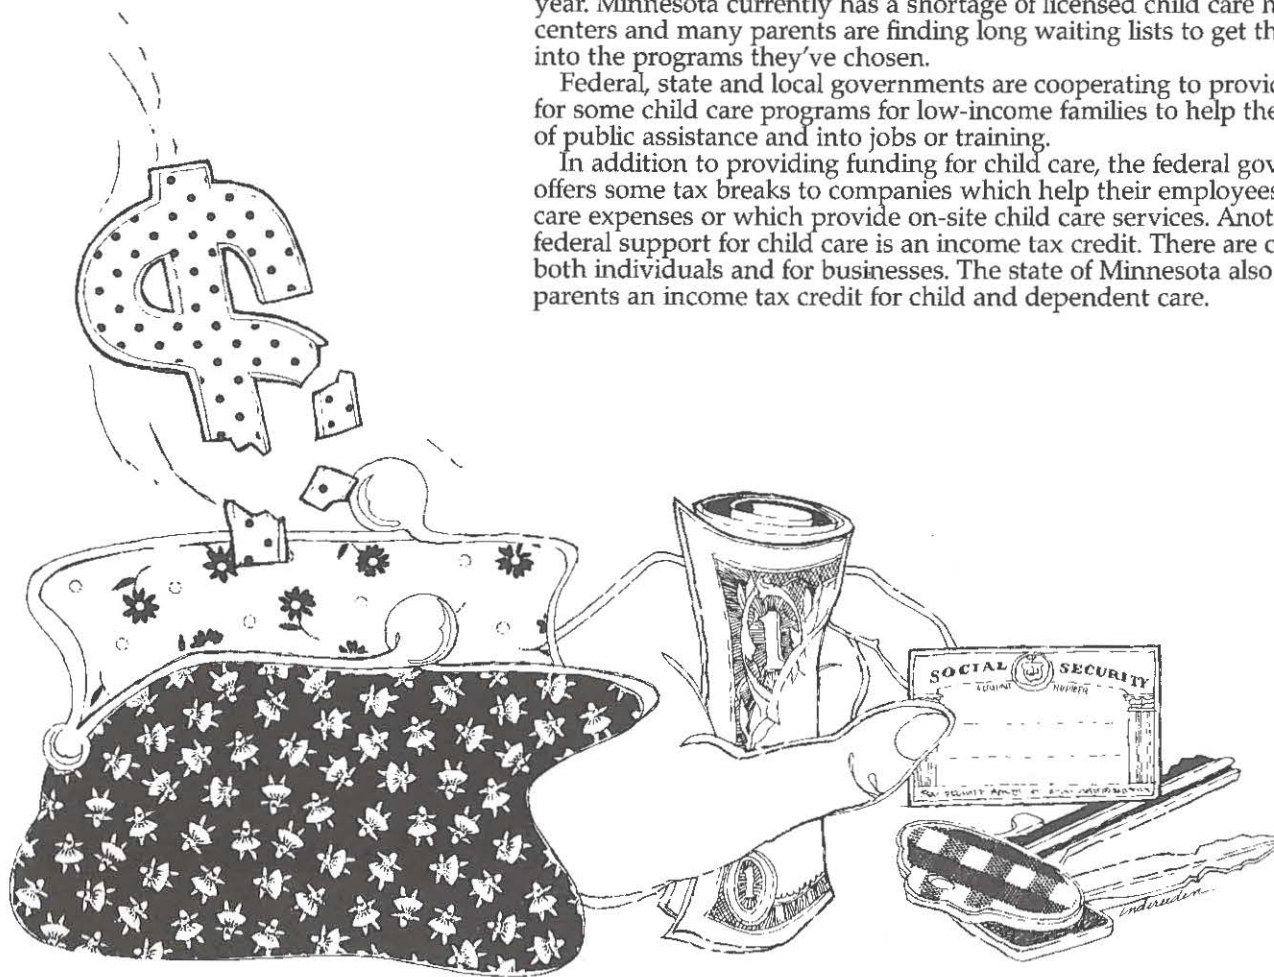 year. Minnesota currently has a shortage of licensed child care h
centers and many parents are finding long waiting lists to get th
into the programs they've chosen.
Federal, state and local governments are cooperating to provid
for some child care programs for low-income families to help the
of public assistance and into jobs or training.
In addition to providing funding for child care, the federal gov
offers some tax breaks to companies which help their employees
care expenses or which provide on-site child care services. Anot
federal support for child care is an income tax credit. There are c
both individuals and for businesses. The state of Minnesota also
parents an income tax credit for child and dependent care.
1
SOCIAL SECURITY
NUMBER
1